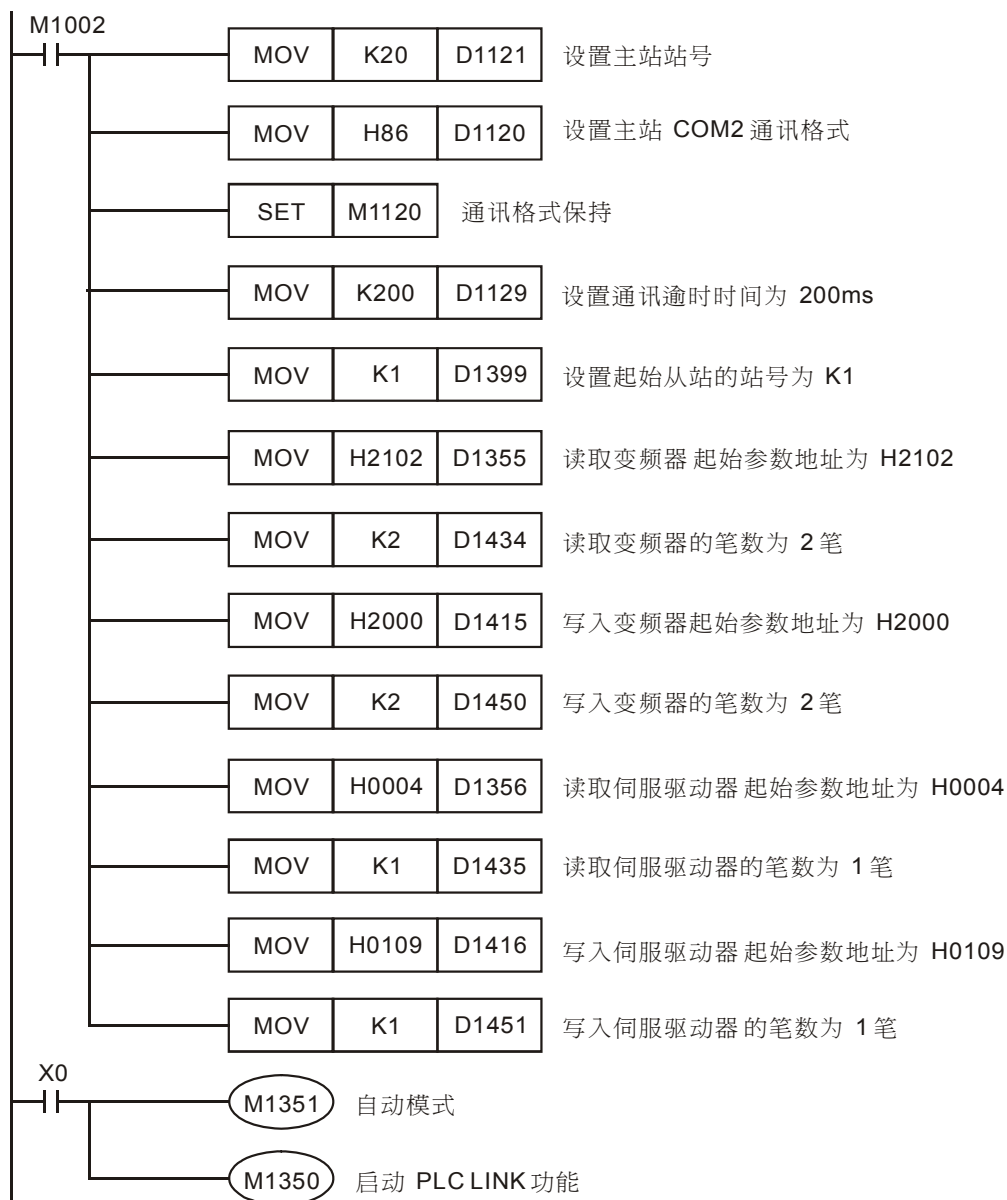 M1002
MOV K20 D1121 设置主站站号
MOV H86 D1120 设置主站 COM2 通讯格式
SET M1120 通讯格式保持
MOV K200 D1129 设置通讯逾时时间为 200ms
MOV K1 D1399 设置起始从站的站号为 K1
MOV H2102 D1355 读取变频器起始参数地址为 H2102
MOV K2 D1434 读取变频器的笔数为 2 笔
MOV H2000 D1415 写入变频器起始参数地址为 H2000
MOV K2 D1450 写入变频器的笔数为 2 笔
MOV H0004 D1356 读取伺服驱动器起始参数地址为 H0004
MOV K1 D1435 读取伺服驱动器的笔数为 1 笔
MOV H0109 D1416 写入伺服驱动器起始参数地址为 H0109
MOV K1 D1451 写入伺服驱动器的笔数为 1 笔
X0
M1351 自动模式
M1350 启动 PLC LINK 功能